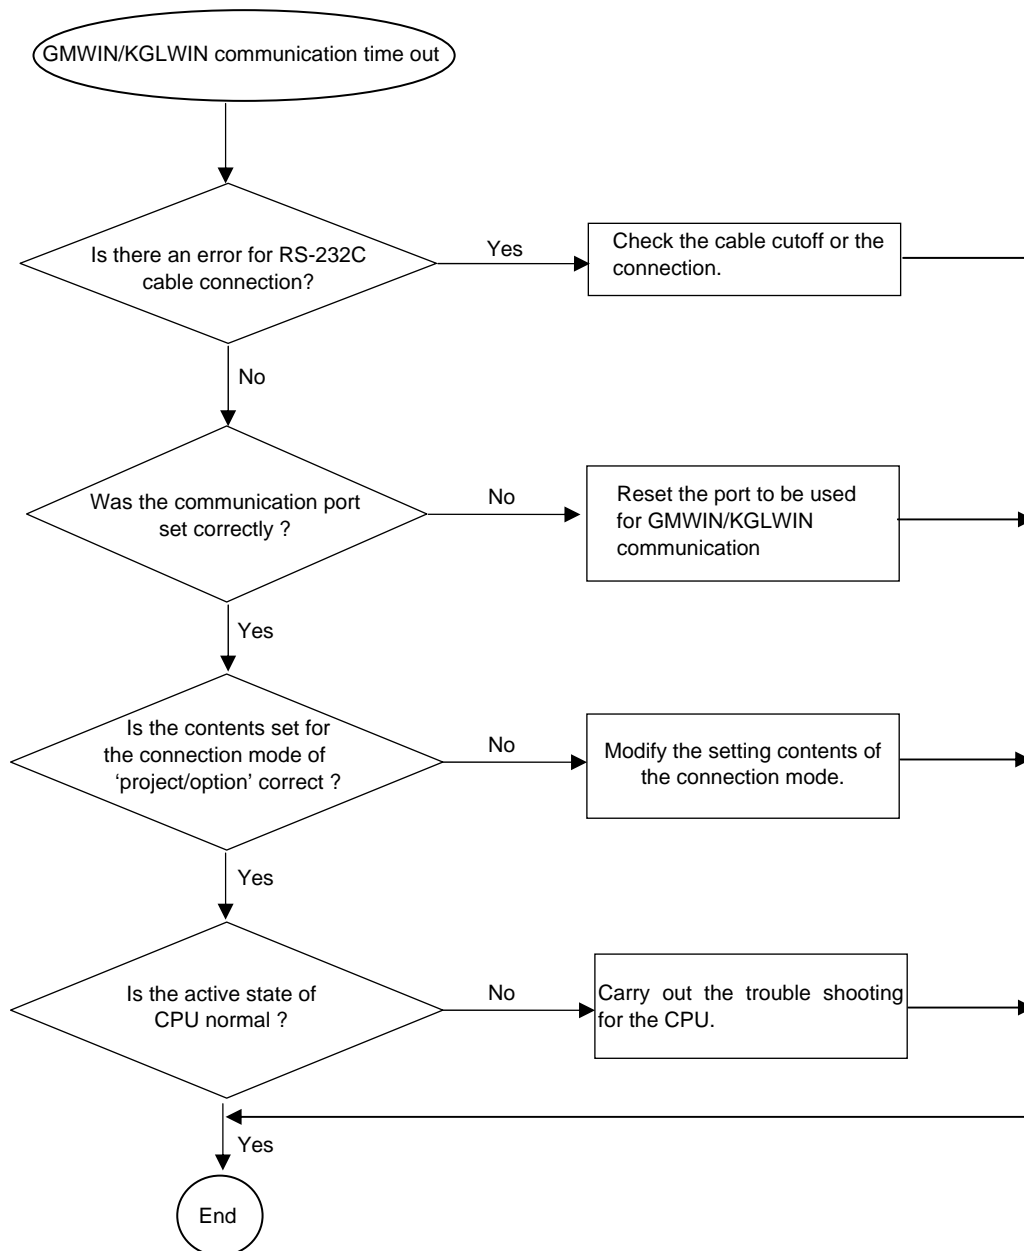 GMWIN/KGLWIN communication time out
Is there an error for RS-232C
cable connection?
Yes
Check the cable cutoff or the
connection.
No
Was the communication port
set correctly ?
No
Reset the port to be used
for GMWIN/KGLWIN
communication
Yes
Is the contents set for
the connection mode of
‘project/option’ correct ?
No
Modify the setting contents of
the connection mode.
Yes
Is the active state of
CPU normal ?
No
Carry out the trouble shooting
for the CPU.
Yes
End